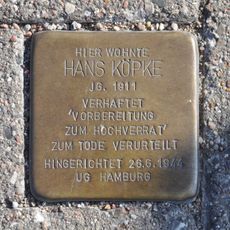 HIER WOHNTE
HANS KÖPKE
JG. 1911
VERHAFTET
'VORBEREITUNG
ZUM HOCHVERRAT'
ZUM TODE VERURTEILT
HINGERICHTET 26.6.1944
UG HAMBURG